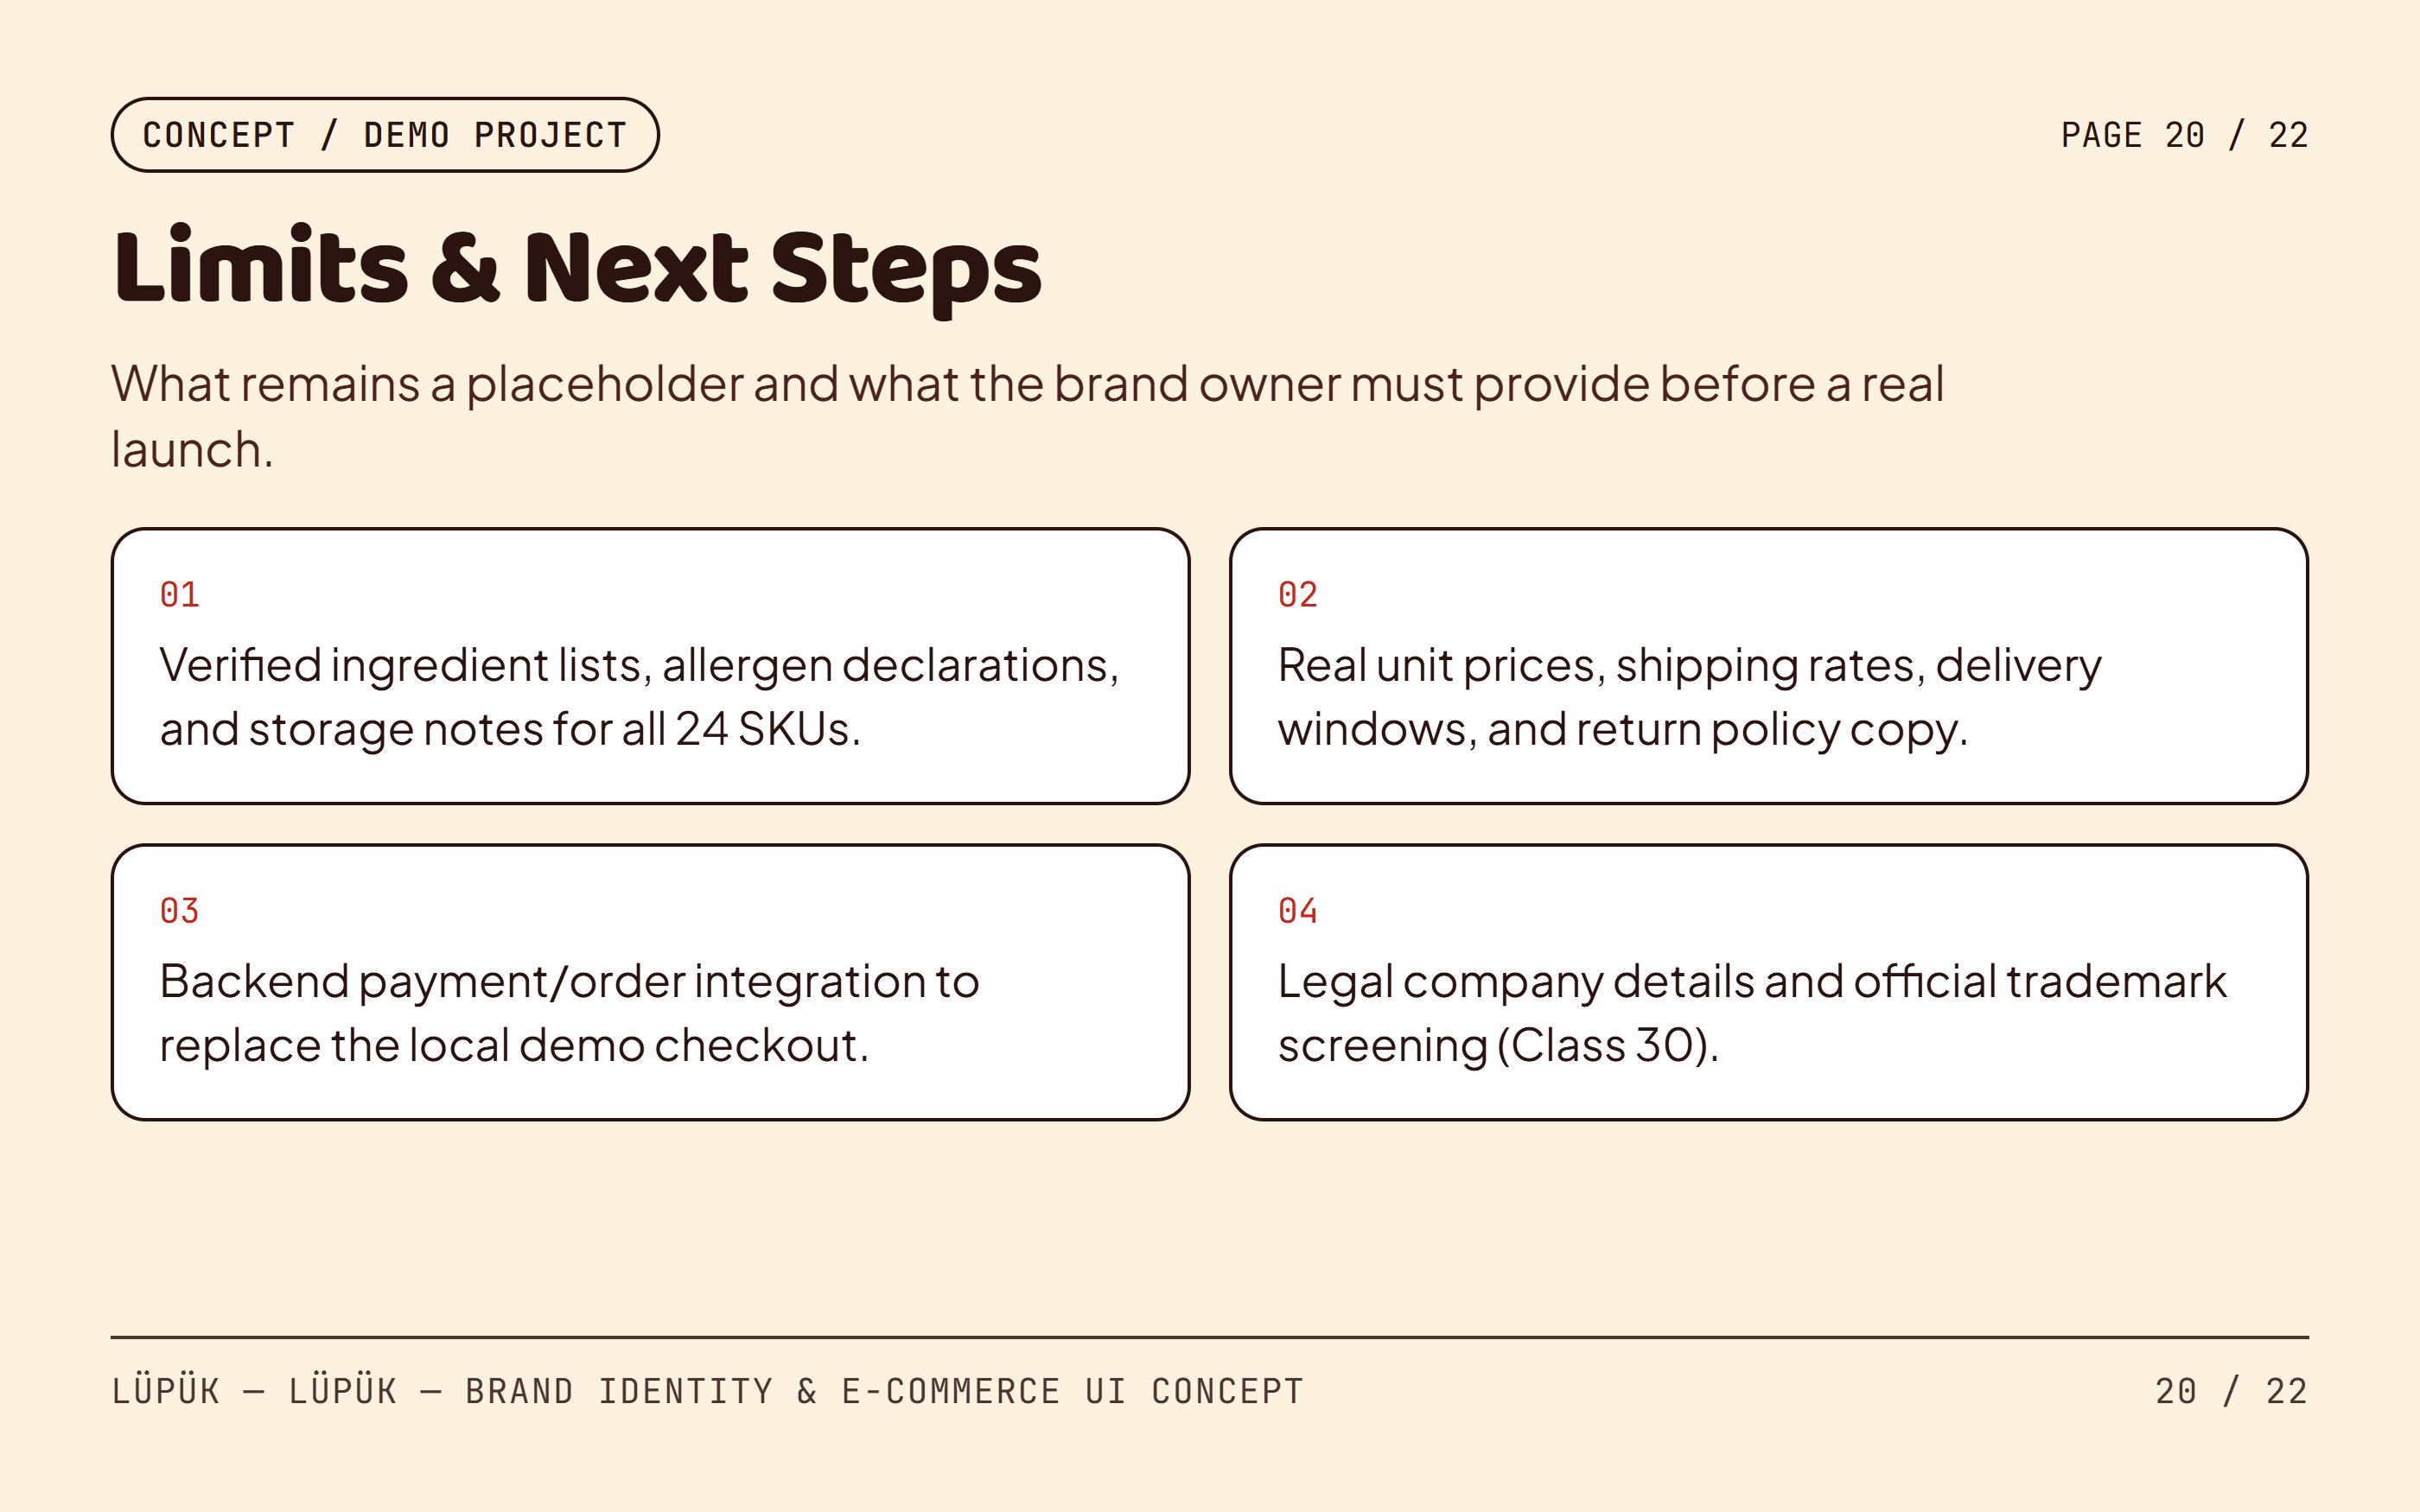 CONCEPT / DEMO PROJECT
PAGE 20 / 22
Limits & Next Steps
What remains a placeholder and what the brand owner must provide before a real
launch.
01
Verified ingredient lists, allergen declarations,
and storage notes for all 24 SKUs.
02
Real unit prices, shipping rates, delivery
windows, and return policy copy.
03
Backend payment/order integration to
replace the local demo checkout.
04
Legal company details and official trademark
screening (Class 30).
LÜPÜK — LÜPÜK — BRAND IDENTITY & E-COMMERCE UI CONCEPT
20 / 22